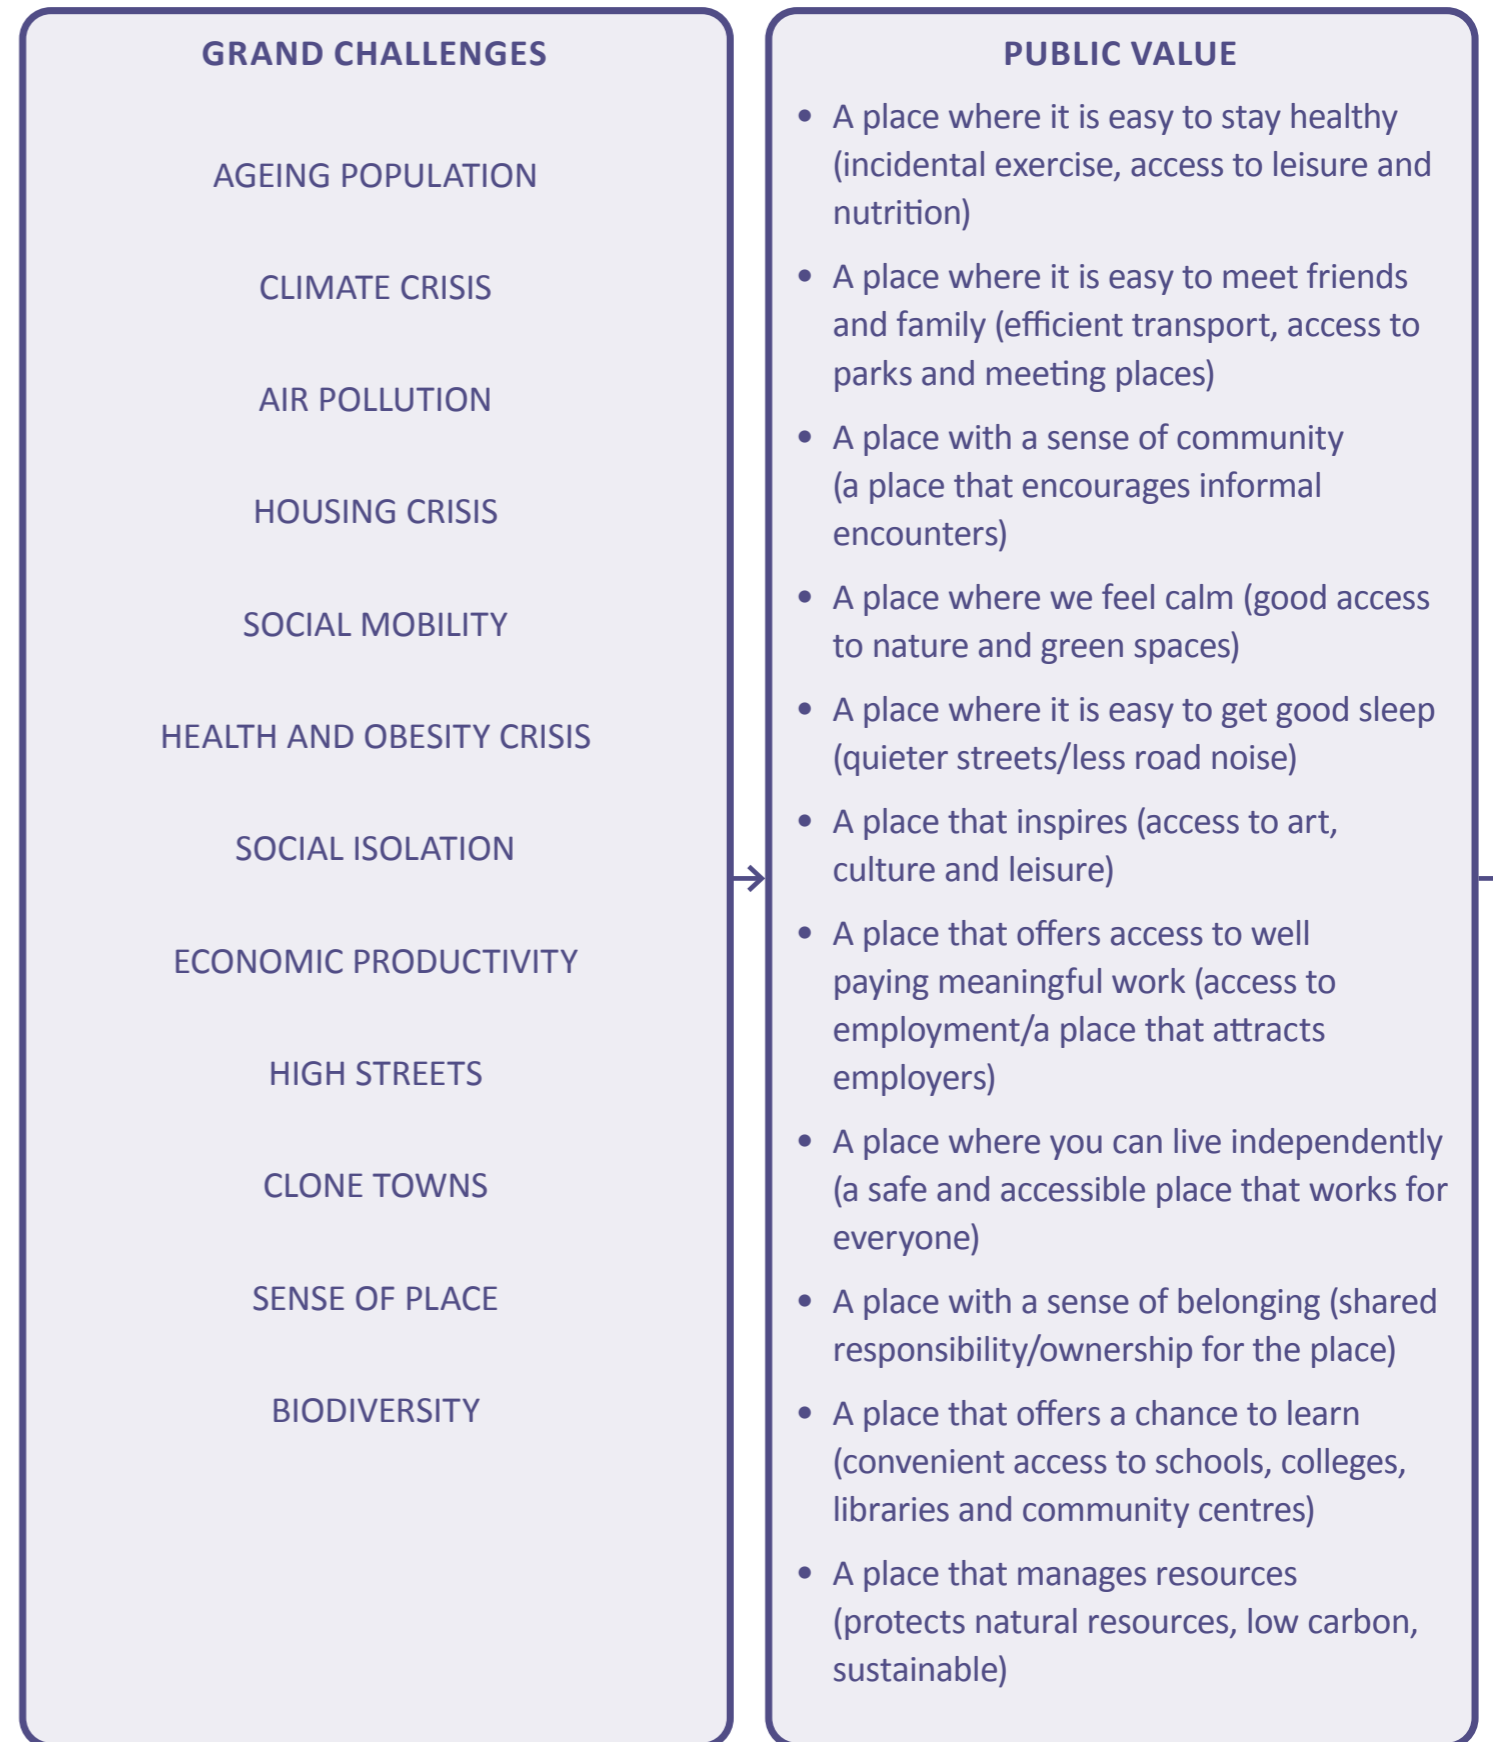 GRAND CHALLENGES
AGEING POPULATION
CLIMATE CRISIS
AIR POLLUTION
HOUSING CRISIS
SOCIAL MOBILITY
HEALTH AND OBESITY CRISIS
SOCIAL ISOLATION
ECONOMIC PRODUCTIVITY
HIGH STREETS
CLONE TOWNS
SENSE OF PLACE
BIODIVERSITY
PUBLIC VALUE
• A place where it is easy to stay healthy
(incidental exercise, access to leisure and
nutrition)
• A place where it is easy to meet friends
and family (efficient transport, access to
parks and meeting places)
• A place with a sense of community
(a place that encourages informal
encounters)
• A place where we feel calm (good access
to nature and green spaces)
• A place where it is easy to get good sleep
(quieter streets/less road noise)
• A place that inspires (access to art,
culture and leisure)
• A place that offers access to well
paying meaningful work (access to
employment/a place that attracts
employers)
• A place where you can live independently
(a safe and accessible place that works for
everyone)
• A place with a sense of belonging (shared
responsibility/ownership for the place)
• A place that offers a chance to learn
(convenient access to schools, colleges,
libraries and community centres)
• A place that manages resources
(protects natural resources, low carbon,
sustainable)